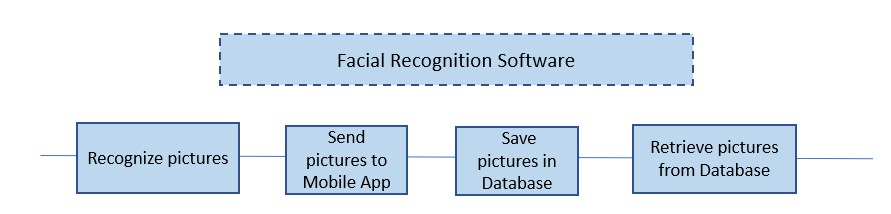 Facial Recognition Software
Recognize pictures
Send
pictures to
Mobile App
Save
pictures in
Database
Retrieve pictures
from Database